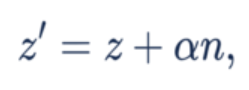 z′ = z + αn,